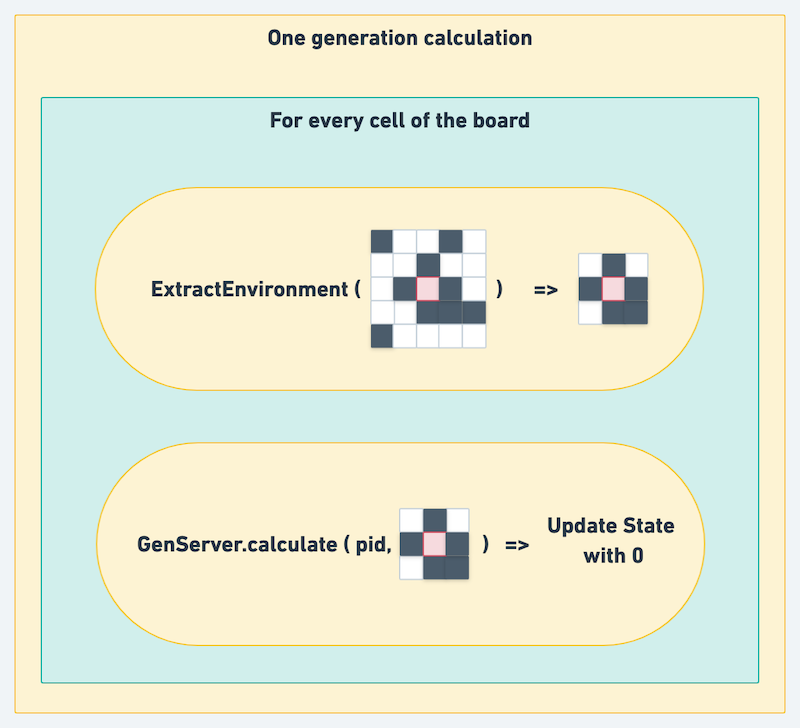 One generation calculation
For every cell of the board
ExtractEnvironment ( ) =>
GenServer.calculate ( pid, ) =>
Update State
with 0